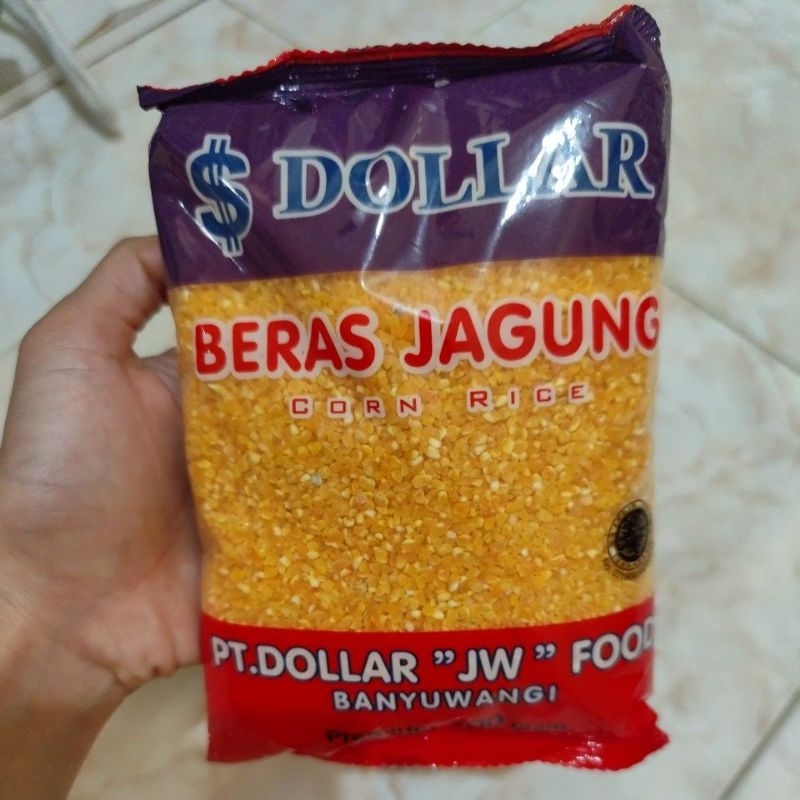 $ DOLLAR
BERAS JAGUNG
CORN RICE
PT.DOLLAR "JW" FOOD
BANYUWANGI